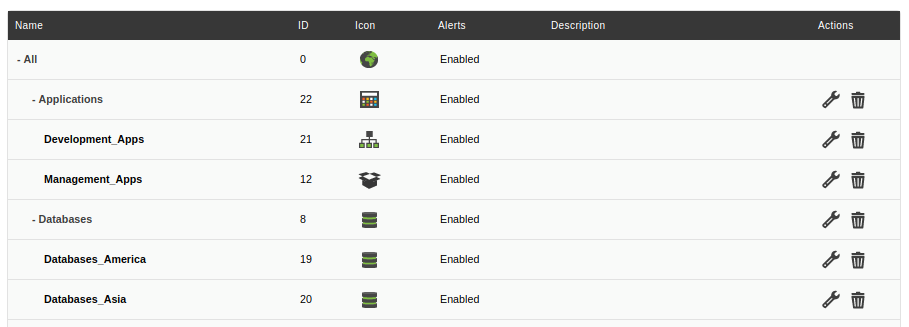 Name ID Icon Alerts Description Actions
- All 0 Enabled
- Applications 22 Enabled
Development_Apps 21 Enabled
Management_Apps 12 Enabled
- Databases 8 Enabled
Databases_America 19 Enabled
Databases_Asia 20 Enabled